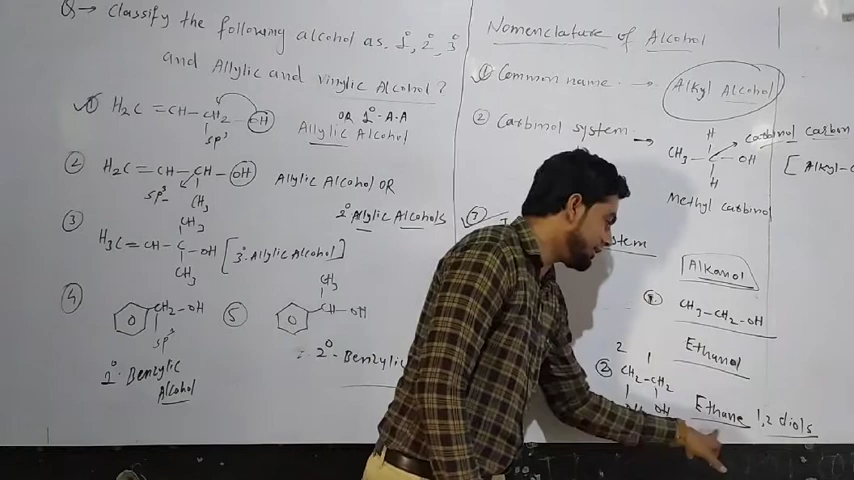 Q→ Classify the following alcohol as. 1°, 2°, 3°
and Allylic and vinylic Alcohol?
① H₂C=CH-CH₂-OH
sp³
OR 1°-A·A
Allylic Alcohol
② H₂C=CH-CH-OH
sp³
CH₃
Allylic Alcohol OR
2° Allylic Alcohols
③ H₃C=CH-C-OH
CH₃
CH₃
[3° Allylic Alcohol]
④ CH₂-OH
sp³
Benzylic
Alcohol
⑤ CH-OH
CH₃
2° Benzylic
Nomenclature of Alcohol
① Common name → Alkyl Alcohol
② Carbinol system →
H
CH₃-C-OH
H
carbinol carbon
[Alkyl-
Methyl carbinol
stem
Alkanol
CH₃-CH₂-OH
Ethanol
2 1
② CH₂-CH₂
OH
Ethane 1,2 diols